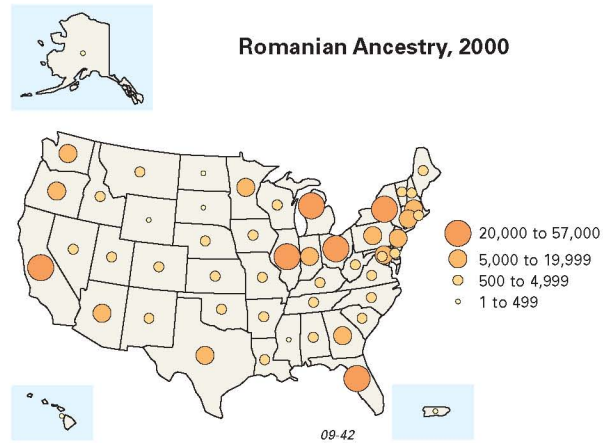 Romanian Ancestry, 2000
20,000 to 57,000
5,000 to 19,999
500 to 4,999
1 to 499
09-42